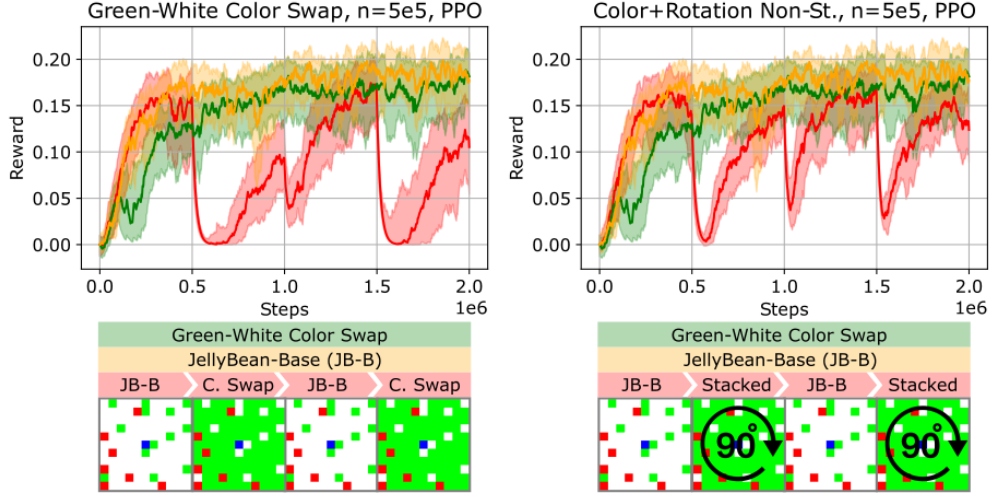 Green-White Color Swap, n=5e5, PPO
Reward
0.20
0.15
0.10
0.05
0.00
0.0 0.5 1.0 1.5 2.0
Steps 1e6
Green-White Color Swap
JellyBean-Base (JB-B)
JB-B C. Swap JB-B C. Swap
Color+Rotation Non-St., n=5e5, PPO
Reward
0.20
0.15
0.10
0.05
0.00
0.0 0.5 1.0 1.5 2.0
Steps 1e6
Green-White Color Swap
JellyBean-Base (JB-B)
JB-B Stacked JB-B Stacked
90° 90°